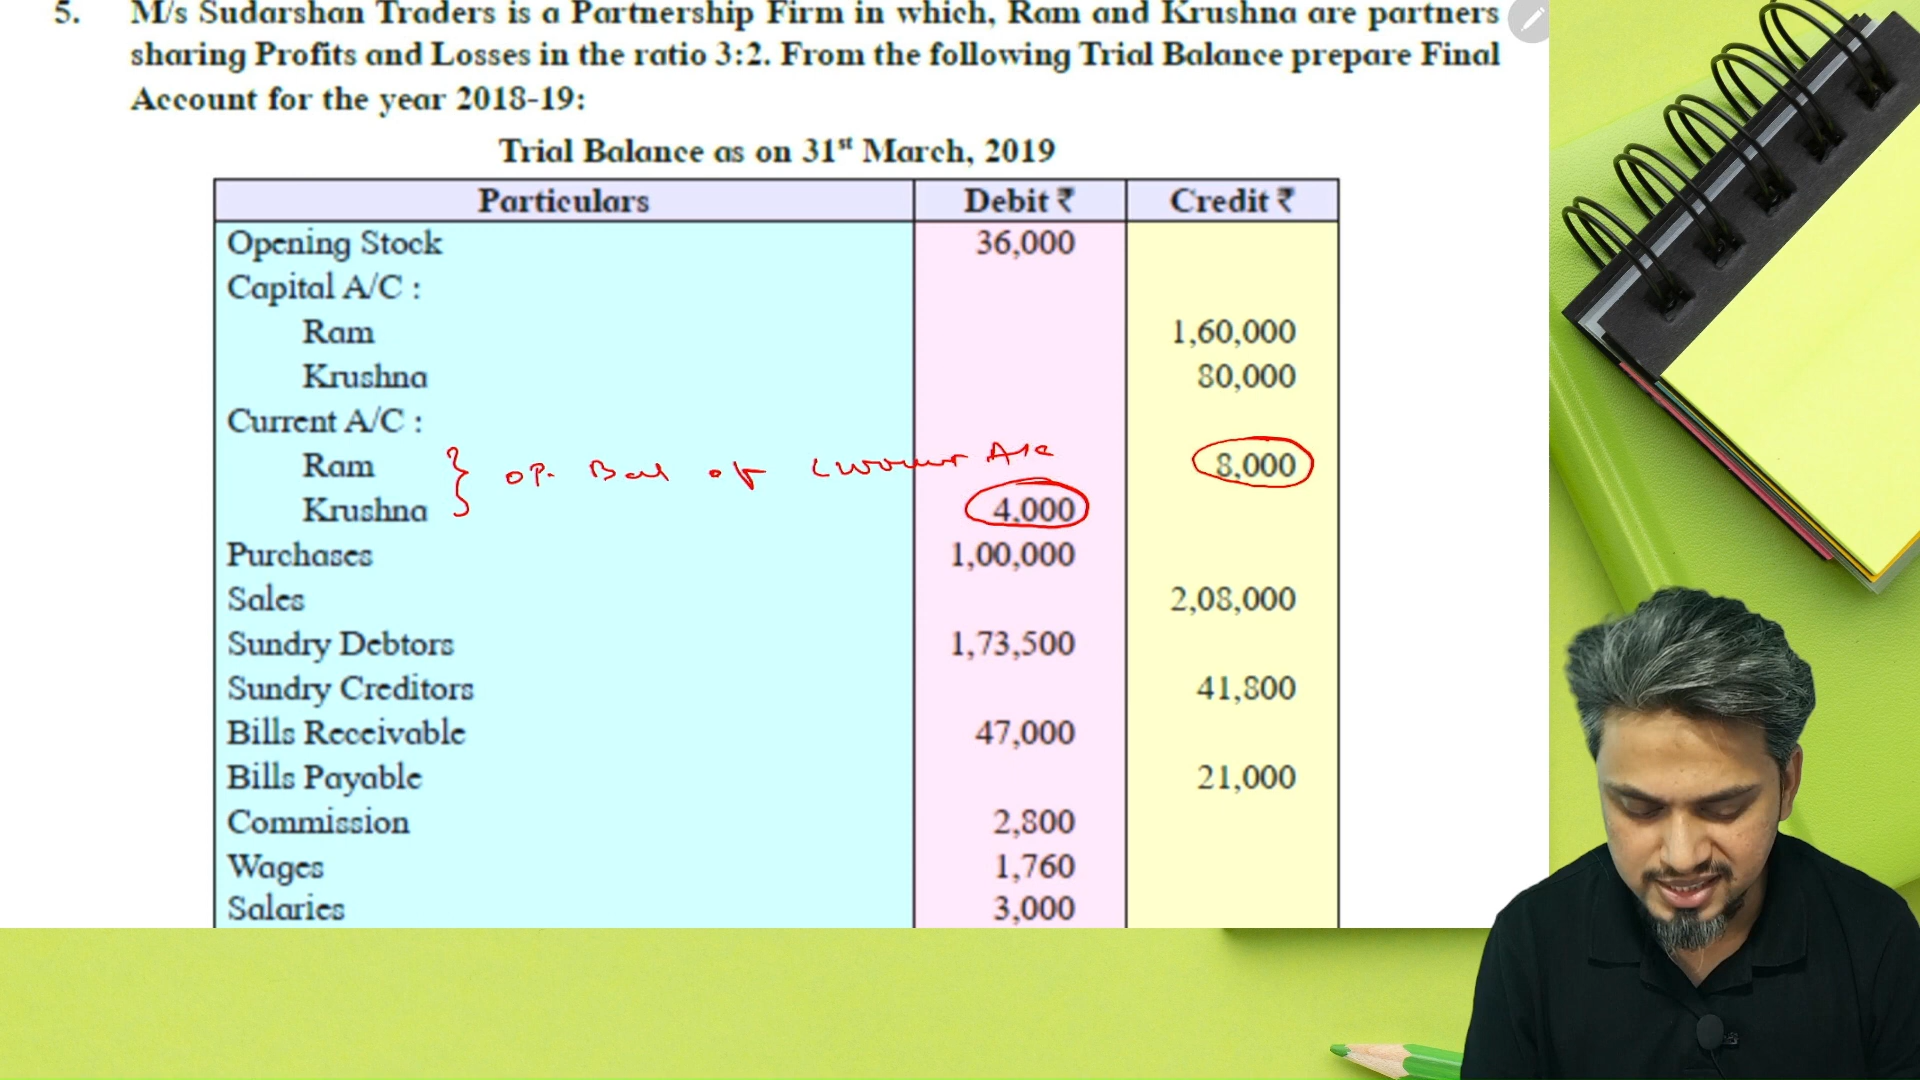 5. M/s Sudarshan Traders is a Partnership Firm in which, Ram and Krushna are partners
sharing Profits and Losses in the ratio 3:2. From the following Trial Balance prepare Final
Account for the year 2018-19:
Trial Balance as on 31st March, 2019
Particulars Debit ₹ Credit ₹
Opening Stock 36,000
Capital A/C :
Ram 1,60,000
Krushna 80,000
Current A/C :
Ram 8,000
OP. Bal of Current A/c
Krushna 4,000
Purchases 1,00,000
Sales 2,08,000
Sundry Debtors 1,73,500
Sundry Creditors 41,800
Bills Receivable 47,000
Bills Payable 21,000
Commission 2,800
Wages 1,760
Salaries 3,000